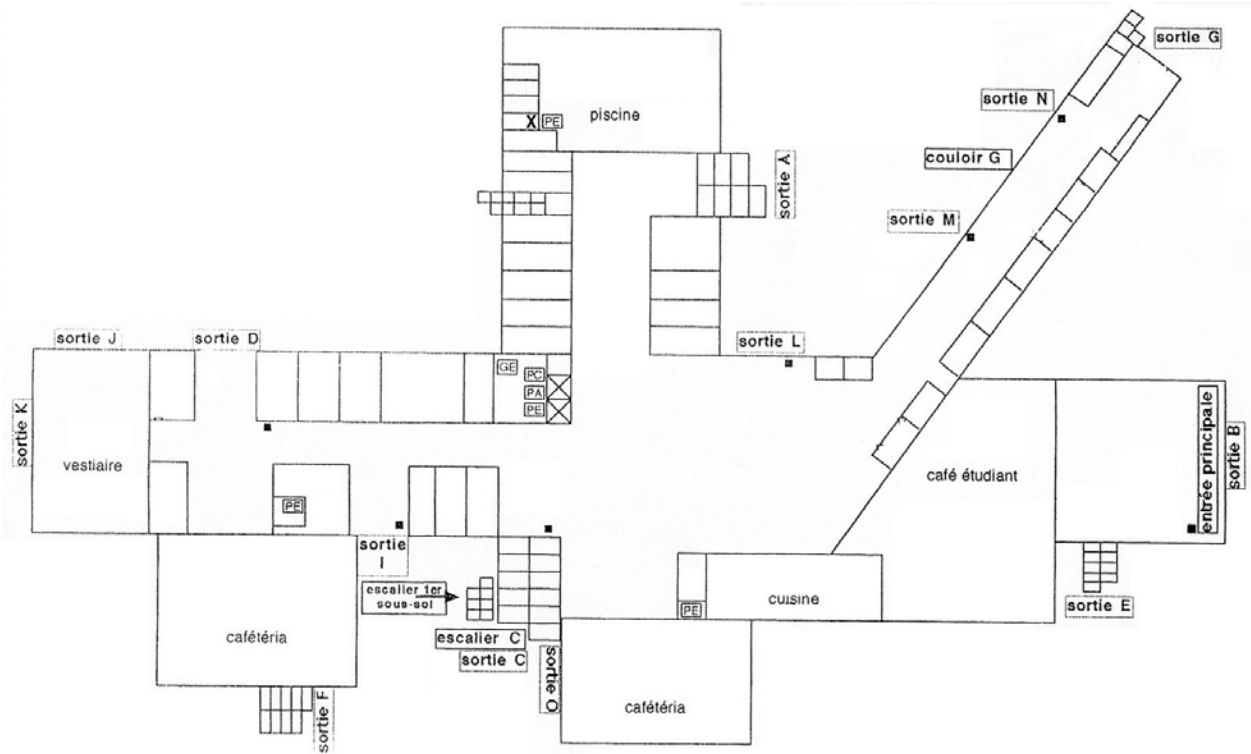 sortie G
sortie N
piscine
X PE
couloir G
sortie A
sortie M
sortie J
sortie D
sortie L
GE
PC
PA
PE
sortie K
vestiaire
café étudiant
entrée principale
sortie B
PE
sortie
I
escalier 1er
sous-sol
cuisine
PE
sortie E
cafétéria
escalier C
sortie C
sortie O
sortie F
cafétéria